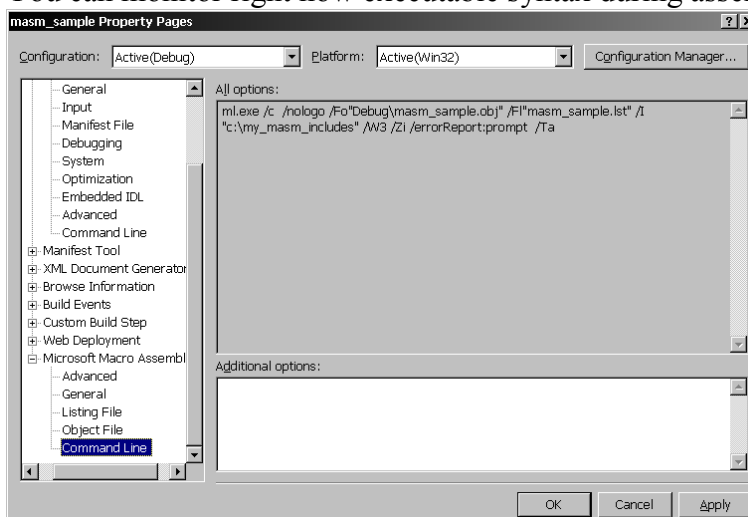 You can monitor right now executable syntax during asse
masm_sample Property Pages
Configuration: Active(Debug) Platform: Active(Win32) Configuration Manager...
General
Input
Manifest File
Debugging
System
Optimization
Embedded IDL
Advanced
Command Line
Manifest Tool
XML Document Generator
Browse Information
Build Events
Custom Build Step
Web Deployment
Microsoft Macro Assembl
Advanced
General
Listing File
Object File
Command Line
All options:
ml.exe /c /nologo /Fo"Debug\masm_sample.obj" /Fl"masm_sample.lst" /I
"c:\my_masm_includes" /W3 /Zi /errorReport:prompt /Ta
Additional options:
OK Cancel Apply